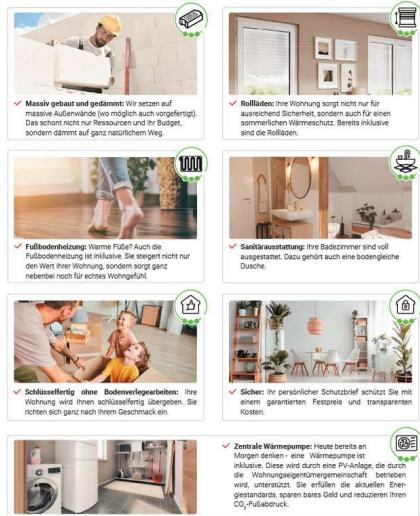 Massiv gebaut und gedämmt: Wir setzen auf
massive Außenwände (wo möglich auch vorgefertigt).
Das schont nicht nur Ressourcen und Ihr Budget,
sondern dämmt auf ganz natürlichem Weg.
Rollläden: Ihre Wohnung sorgt nicht nur für
ausreichend Sicherheit, sondern auch für einen
sommerlichen Wärmeschutz. Bereits inklusive
sind die Rollläden.
Fußbodenheizung: Warme Füße? Auch die
Fußbodenheizung ist inklusive. Sie steigert nicht nur
den Wert Ihrer Wohnung, sondern sorgt ganz
nebenbei noch für echtes Wohngefühl.
Sanitärausstattung: Ihre Badezimmer sind voll
ausgestattet. Dazu gehört auch eine bodengleiche
Dusche.
Schlüsselfertig ohne Bodenverlegearbeiten: Ihre
Wohnung wird Ihnen schlüsselfertig übergeben. Sie
richten sich ganz nach Ihrem Geschmack ein.
Sicher: Ihr persönlicher Schutzbrief schützt Sie mit
einem garantierten Festpreis und transparenten
Kosten.
Zentrale Wärmepumpe: Heute bereits an
Morgen denken - eine Wärmepumpe ist
inklusive. Diese wird durch eine PV-Anlage, die durch
die Wohnungseigentümergemeinschaft betrieben
wird, unterstützt. Sie erfüllen die aktuellen Ener-
giestandards, sparen bares Geld und reduzieren Ihren
CO₂-Fußabdruck.